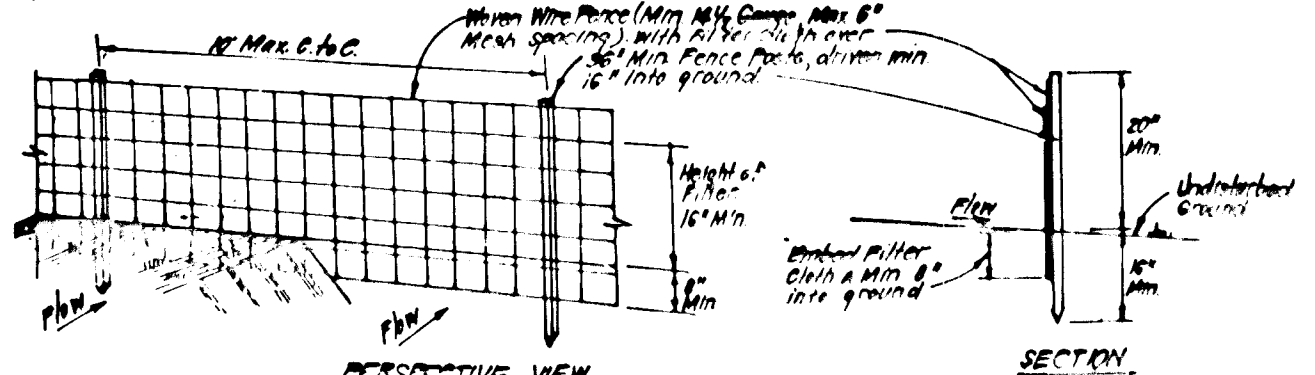 Woven Wire Fence (Min. 14½ Gauge, Max 6"
Mesh spacing) with Filter Cloth over
10' Max. C. to C.
36" Min. Fence Posts, driven min.
16" into ground.
Height of
Filter
16" Min.
8"
Min
Flow
Flow
PERSPECTIVE VIEW
20"
Min.
Undisturbed
Ground
Flow
Embed Filter
Cloth a Min. 8"
into ground
16"
Min.
SECTION